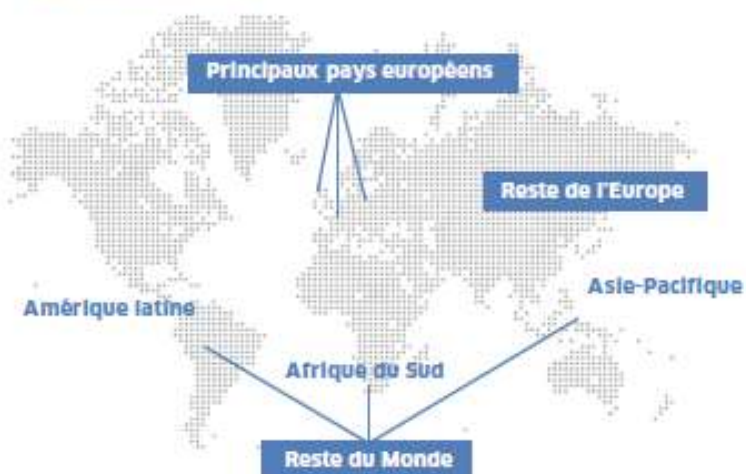 Principaux pays européens
Reste de l'Europe
Asie-Pacifique
Amérique latine
Afrique du Sud
Reste du Monde